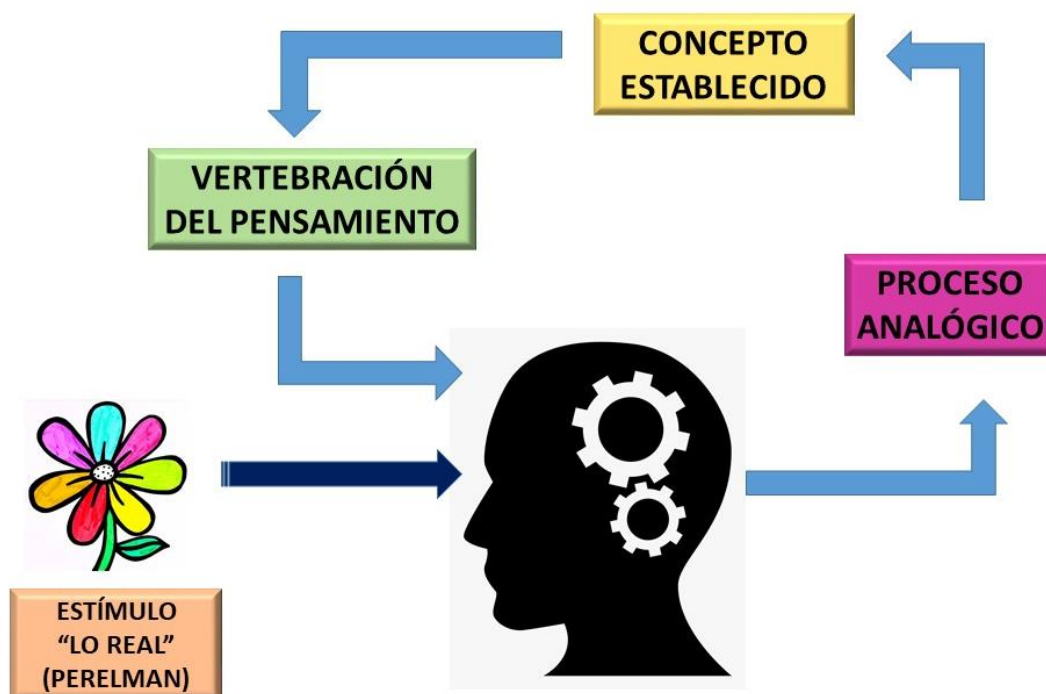 CONCEPTO
ESTABLECIDO
VERTEBRACIÓN
DEL PENSAMIENTO
PROCESO
ANALÓGICO
ESTÍMULO
“LO REAL”
(PERELMAN)